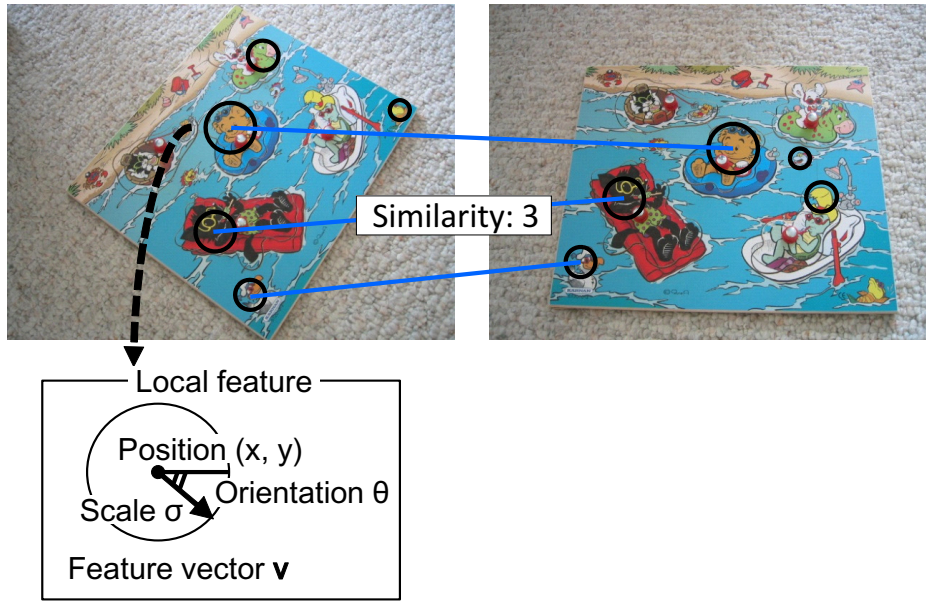 Similarity: 3
Local feature
Position (x, y)
Orientation θ
Scale σ
Feature vector v